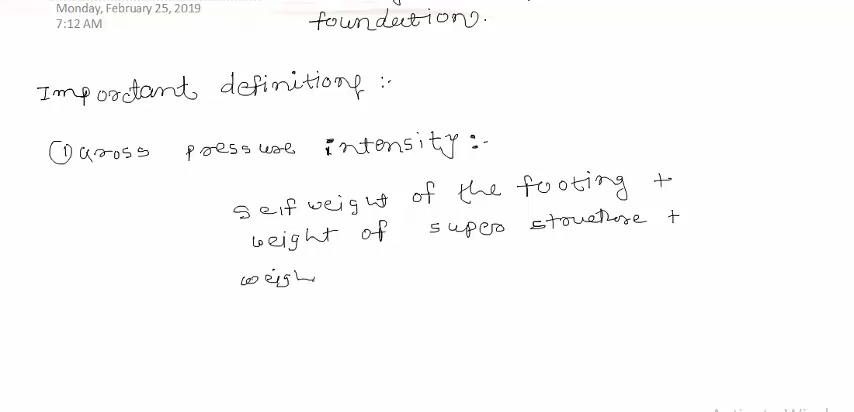 Monday, February 25, 2019
7:12 AM
foundation.
Important definitions :-
① Gross pressure intensity :-
self weight of the footing +
weight of super structure +
weigh